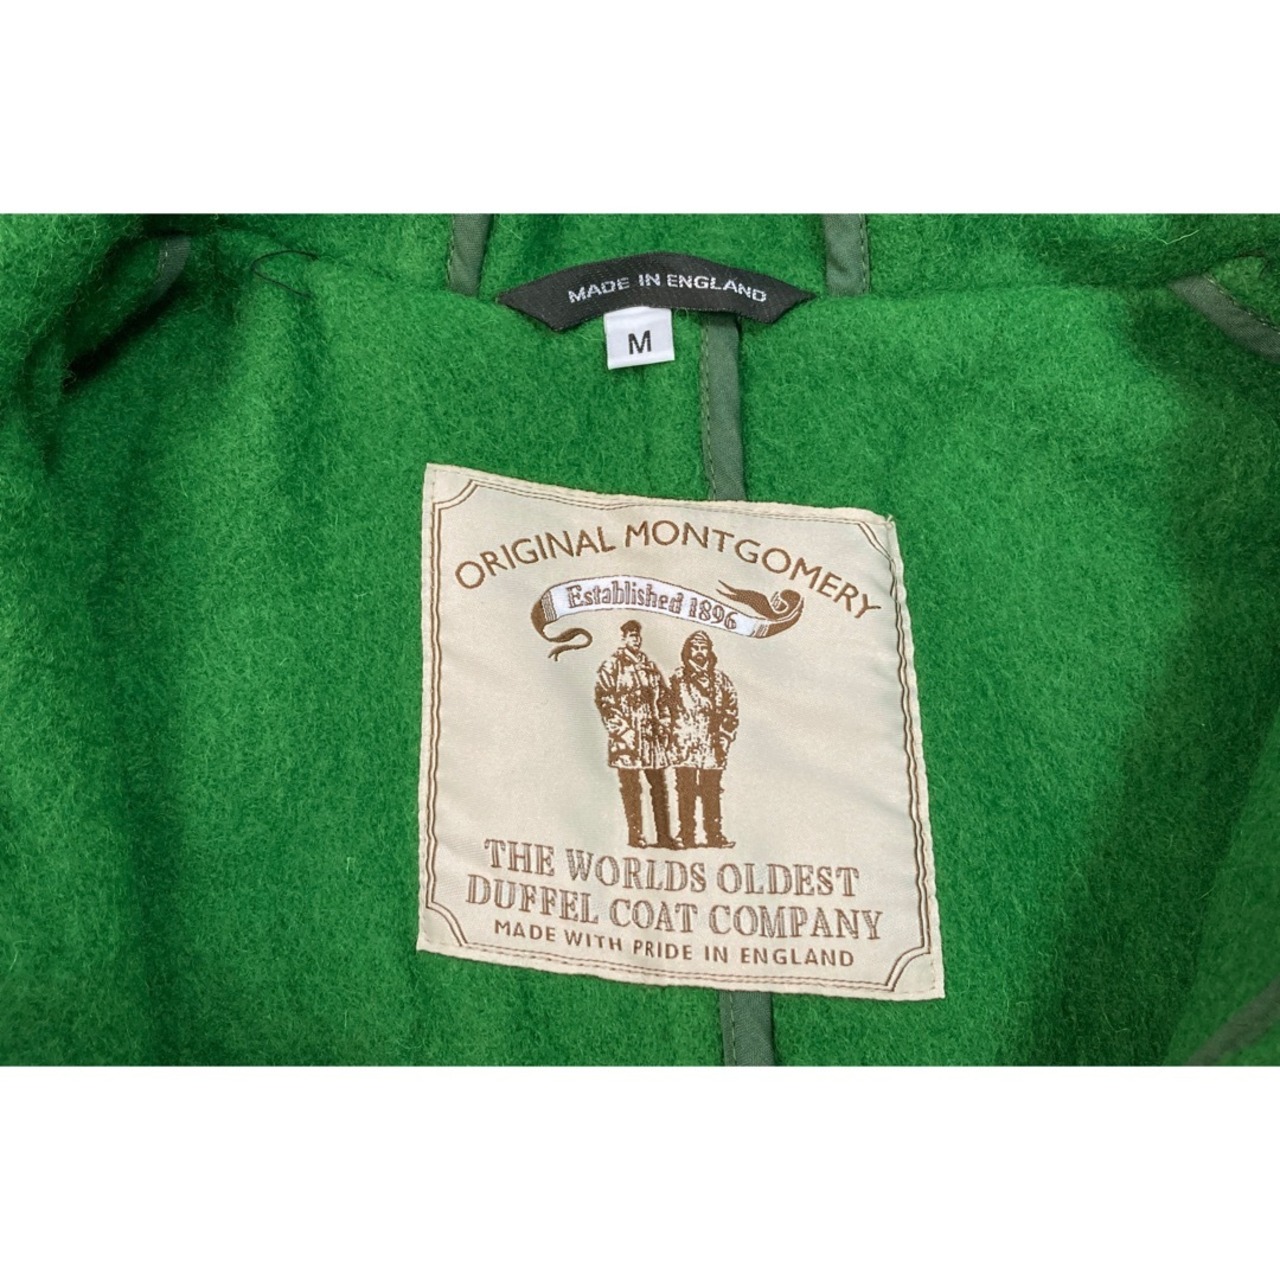 MADE IN ENGLAND
M
ORIGINAL MONTGOMERY
Established 1896
THE WORLDS OLDEST
DUFFEL COAT COMPANY
MADE WITH PRIDE IN ENGLAND